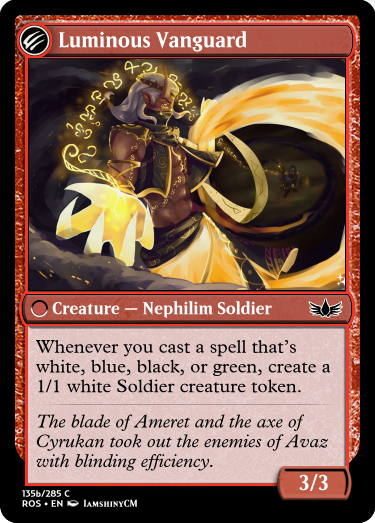 Luminous Vanguard
Creature — Nephilim Soldier
Whenever you cast a spell that's
white, blue, black, or green, create a
1/1 white Soldier creature token.
The blade of Ameret and the axe of
Cyrukan took out the enemies of Avaz
with blinding efficiency.
3/3
135b/285 C
ROS • EN IamshinyCM